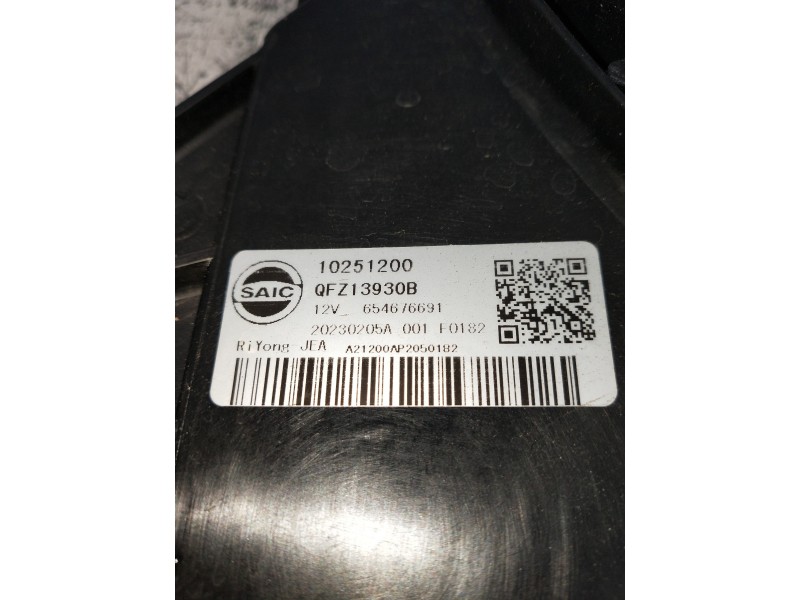 SAIC
10251200
QFZ13930B
12V_ 654676691
20230205A 001 F0182
RiYong JEA A21200AP2050182